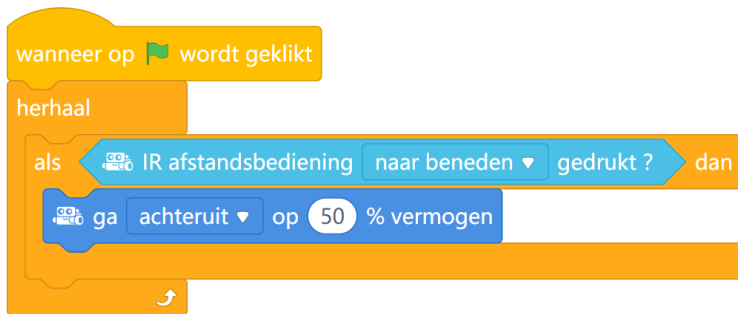 wanneer op wordt geklikt
herhaal
als IR afstandsbediening naar beneden gedrukt ? dan
ga achteruit op 50 % vermogen